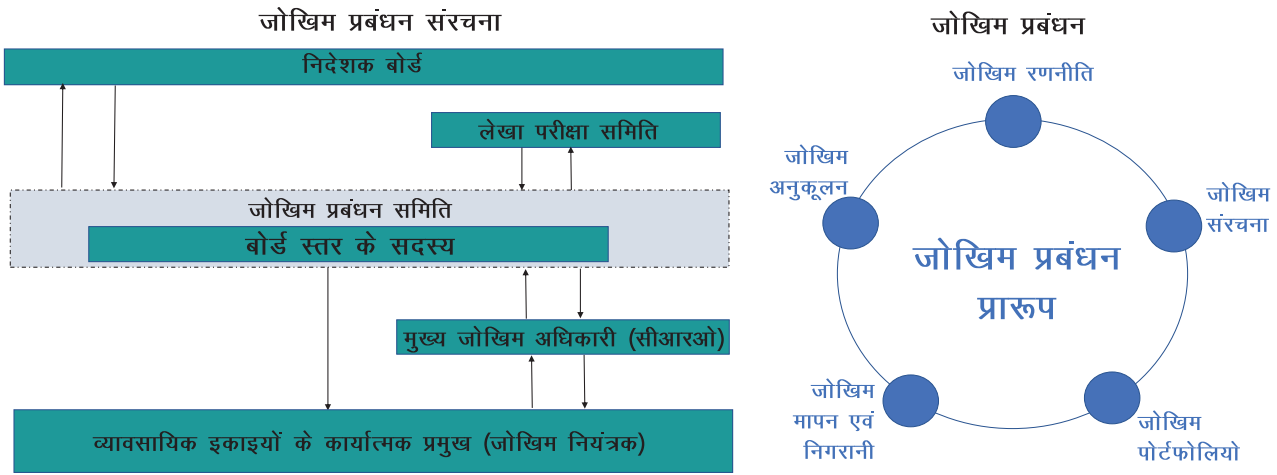 जोखिम प्रबंधन संरचना
निदेशक बोर्ड
लेखा परीक्षा समिति
जोखिम प्रबंधन समिति
बोर्ड स्तर के सदस्य
मुख्य जोखिम अधिकारी (सीआरओ)
व्यावसायिक इकाइयों के कार्यात्मक प्रमुख (जोखिम नियंत्रक)
जोखिम प्रबंधन
जोखिम रणनीति
जोखिम
संरचना
जोखिम
पोर्टफोलियो
जोखिम
मापन एवं
निगरानी
जोखिम
अनुकूलन
जोखिम प्रबंधन
प्रारूप